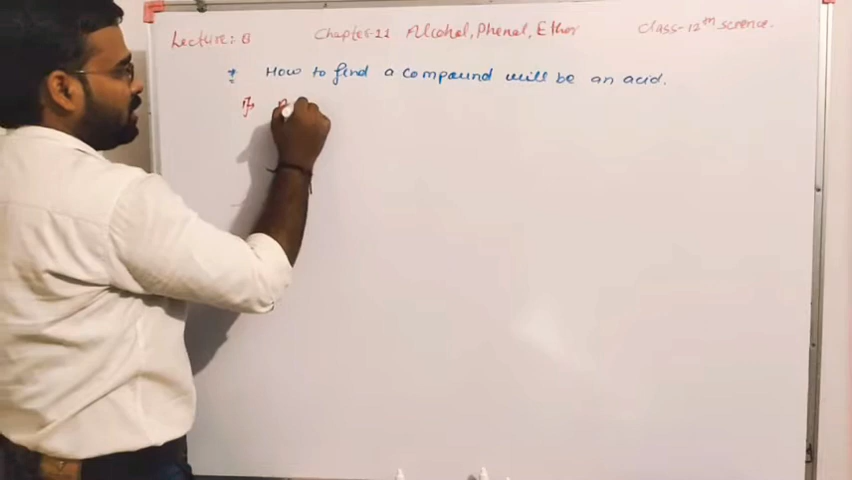 Lecture: 8 Chapter-11 Alcohol, Phenol, Ether Class-12th science.
* How to find a compound will be an acid.